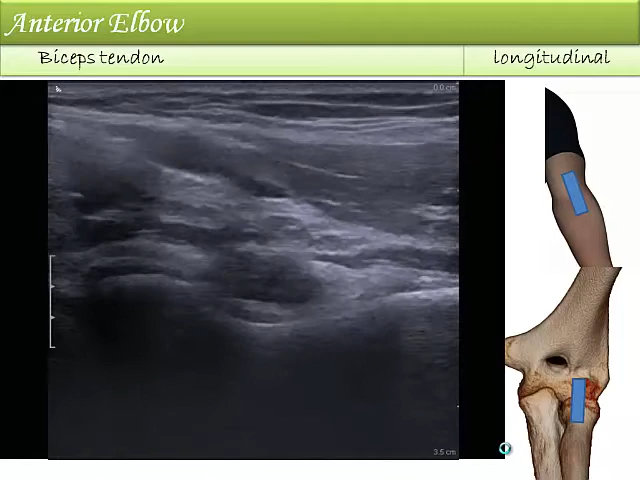 Anterior Elbow
Biceps tendon
longitudinal
0.0 cm
3.5 cm